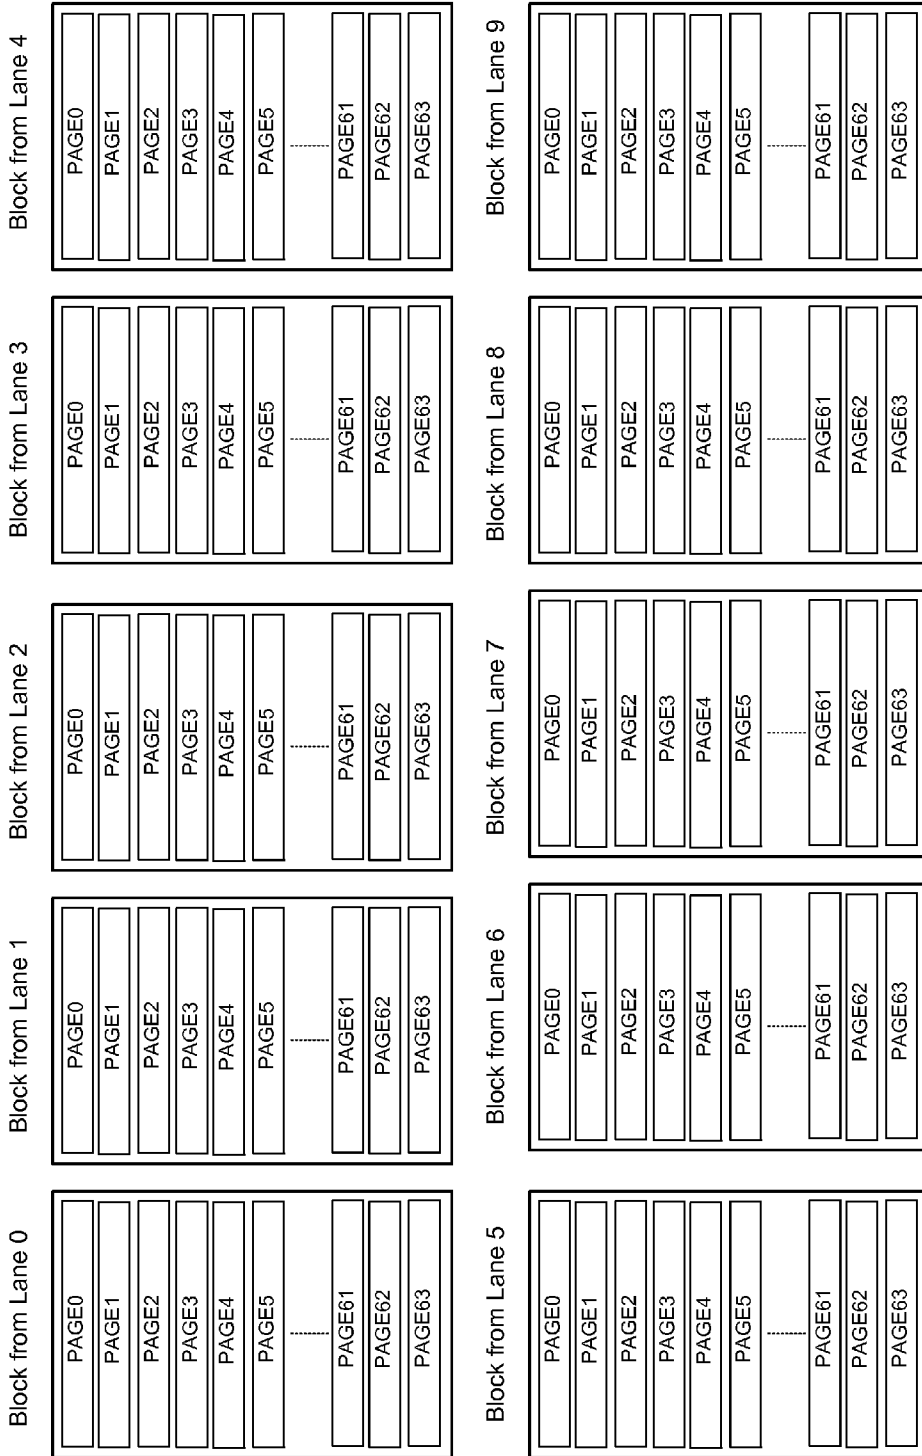 Block from Lane 0
PAGE0
PAGE1
PAGE2
PAGE3
PAGE4
PAGE5
PAGE61
PAGE62
PAGE63
Block from Lane 1
PAGE0
PAGE1
PAGE2
PAGE3
PAGE4
PAGE5
PAGE61
PAGE62
PAGE63
Block from Lane 2
PAGE0
PAGE1
PAGE2
PAGE3
PAGE4
PAGE5
PAGE61
PAGE62
PAGE63
Block from Lane 3
PAGE0
PAGE1
PAGE2
PAGE3
PAGE4
PAGE5
PAGE61
PAGE62
PAGE63
Block from Lane 4
PAGE0
PAGE1
PAGE2
PAGE3
PAGE4
PAGE5
PAGE61
PAGE62
PAGE63
Block from Lane 5
PAGE0
PAGE1
PAGE2
PAGE3
PAGE4
PAGE5
PAGE61
PAGE62
PAGE63
Block from Lane 6
PAGE0
PAGE1
PAGE2
PAGE3
PAGE4
PAGE5
PAGE61
PAGE62
PAGE63
Block from Lane 7
PAGE0
PAGE1
PAGE2
PAGE3
PAGE4
PAGE5
PAGE61
PAGE62
PAGE63
Block from Lane 8
PAGE0
PAGE1
PAGE2
PAGE3
PAGE4
PAGE5
PAGE61
PAGE62
PAGE63
Block from Lane 9
PAGE0
PAGE1
PAGE2
PAGE3
PAGE4
PAGE5
PAGE61
PAGE62
PAGE63